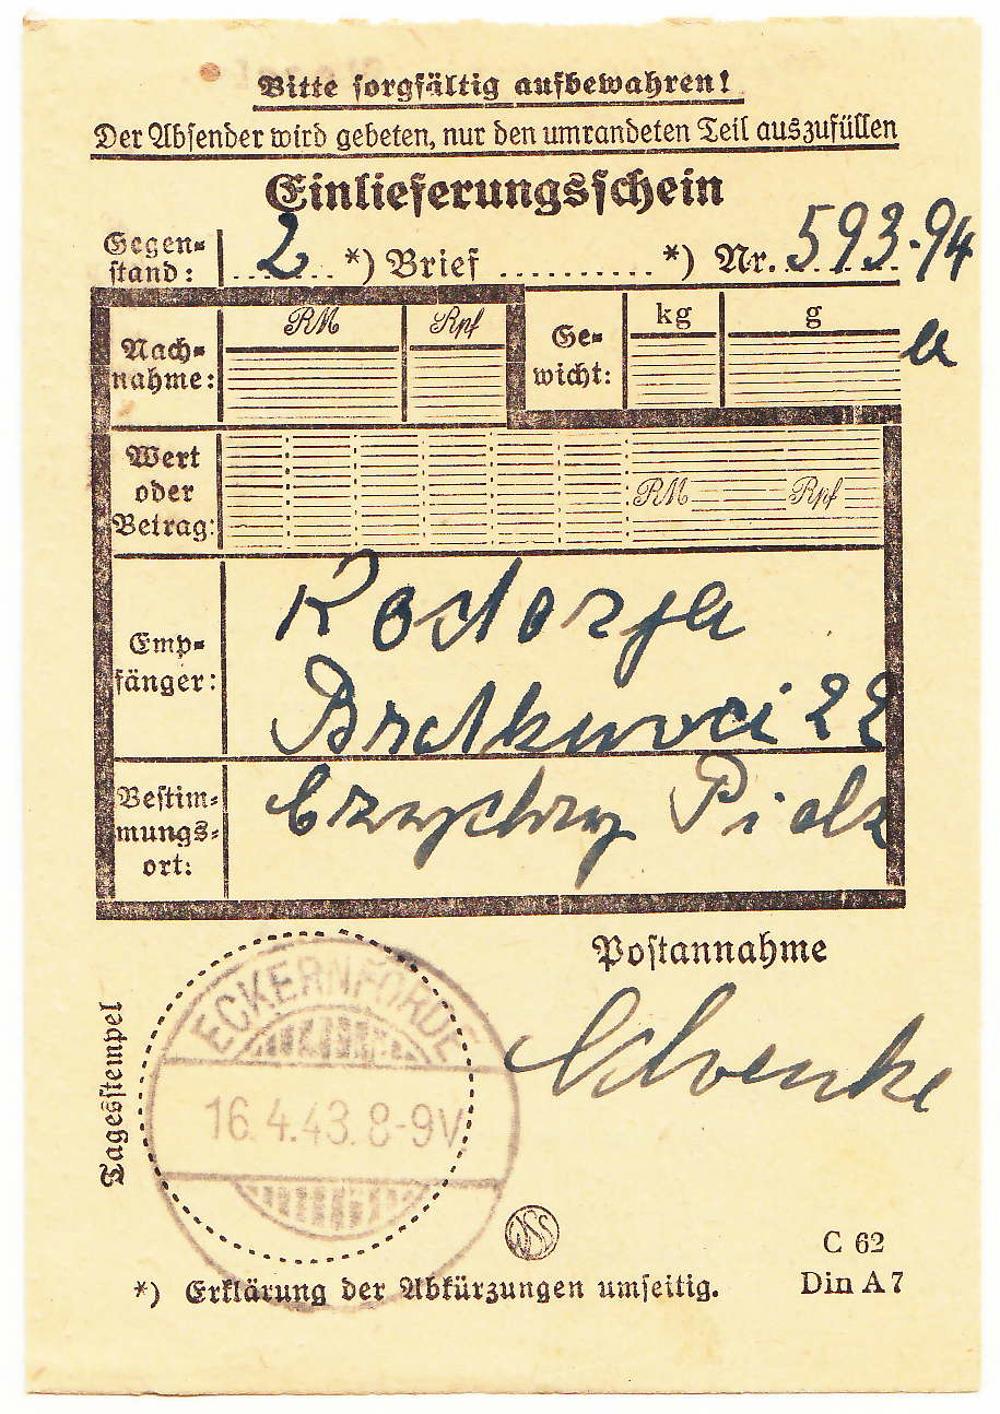 Bitte sorgfältig aufbewahren!
Der Absender wird gebeten, nur den umrandeten Teil auszufüllen
Einlieferungsschein
Gegen-
stand: 2 *) Brief .......... *) Nr. 593-94
RM Rpf kg g
Nach-
nahme:
Ge-
wicht:
Wert
oder
Betrag:
RM Rpf
Emp-
fänger:
22
Bestim-
mungs-
ort:
Postannahme
Tagesstempel
ECKERNFÖRDE
16.4.43.8-9V
WSS
C 62
*) Erklärung der Abkürzungen umseitig. Din A 7